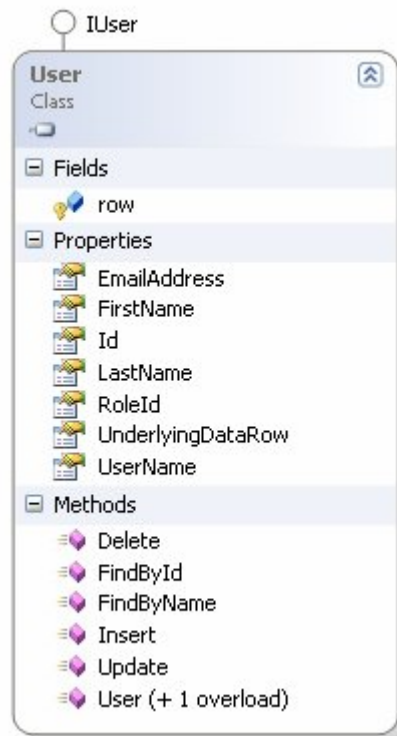 IUser
User
Class
Fields
row
Properties
EmailAddress
FirstName
Id
LastName
RoleId
UnderlyingDataRow
UserName
Methods
Delete
FindById
FindByName
Insert
Update
User (+ 1 overload)